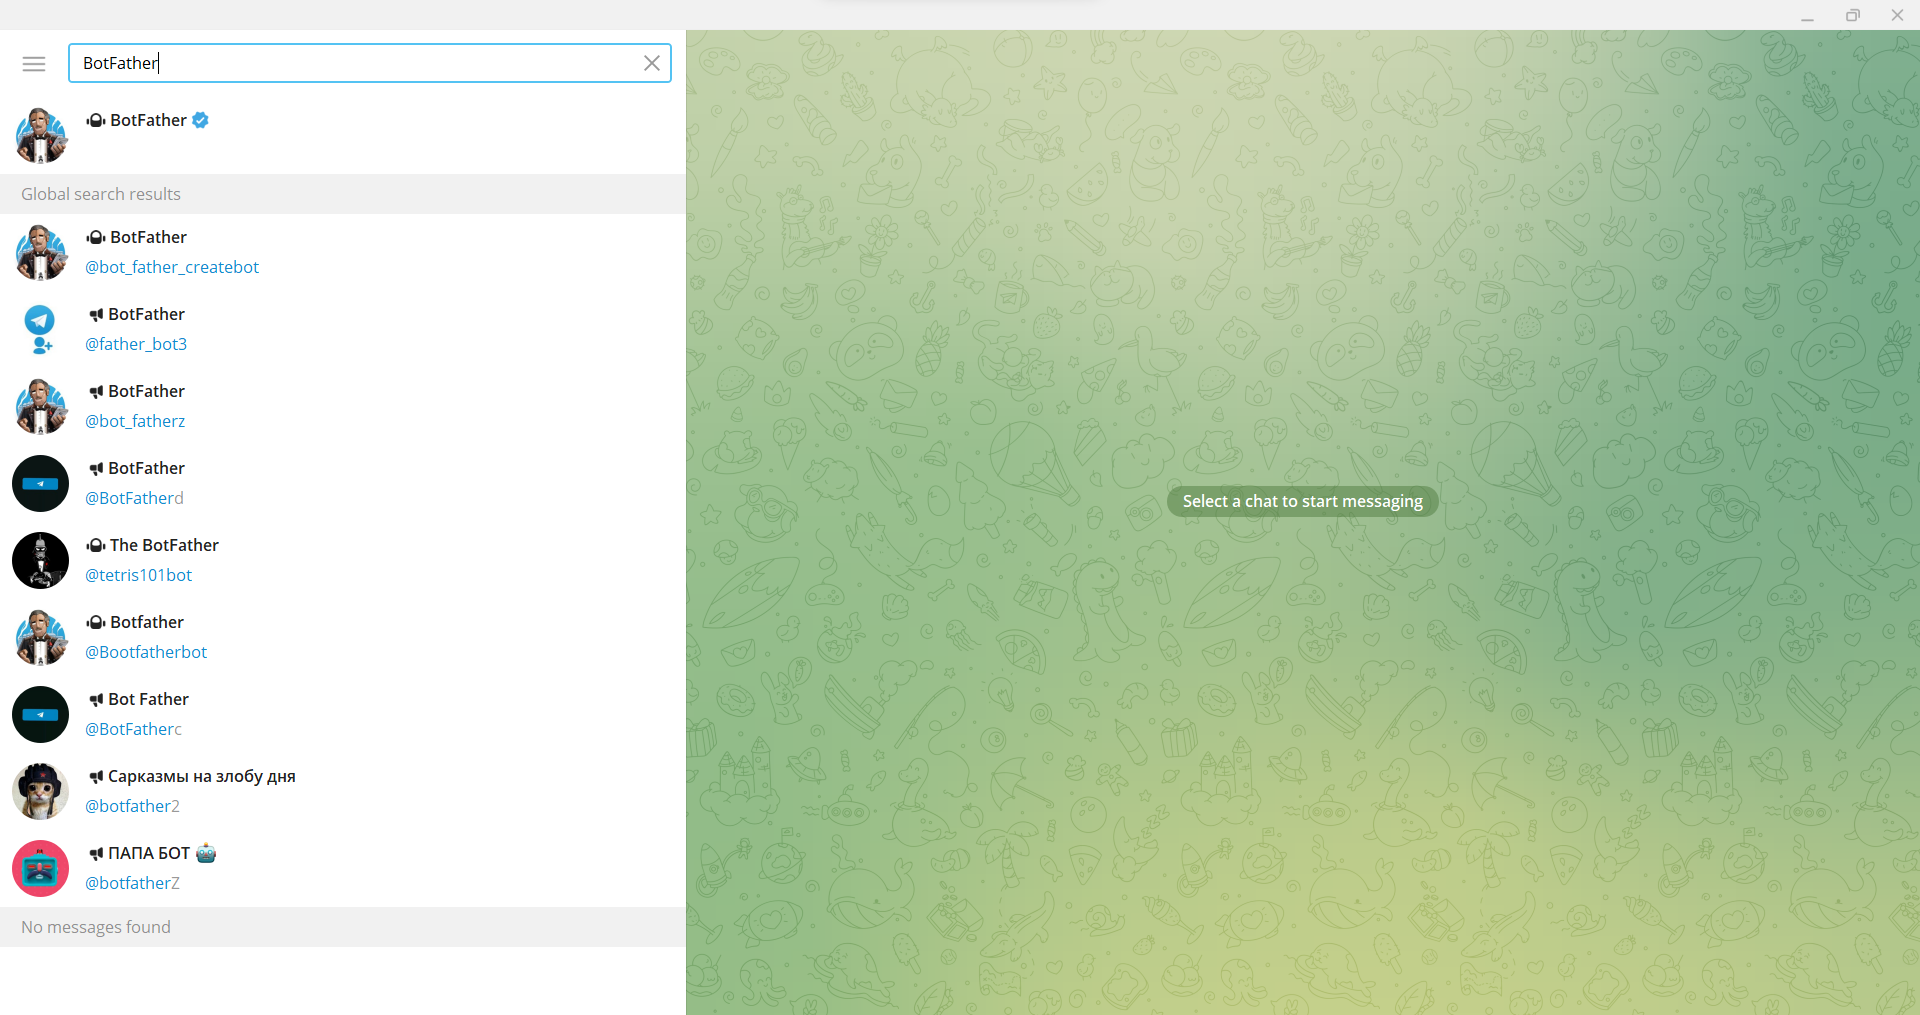 BotFather
BotFather
Global search results
BotFather
@bot_father_createbot
BotFather
@father_bot3
BotFather
@bot_fatherz
BotFather
@BotFatherd
The BotFather
@tetris101bot
Botfather
@Bootfatherbot
Bot Father
@BotFatherc
Сарказмы на злобу дня
@botfather2
ПАПА БОТ 🤖
@botfatherZ
No messages found
Select a chat to start messaging